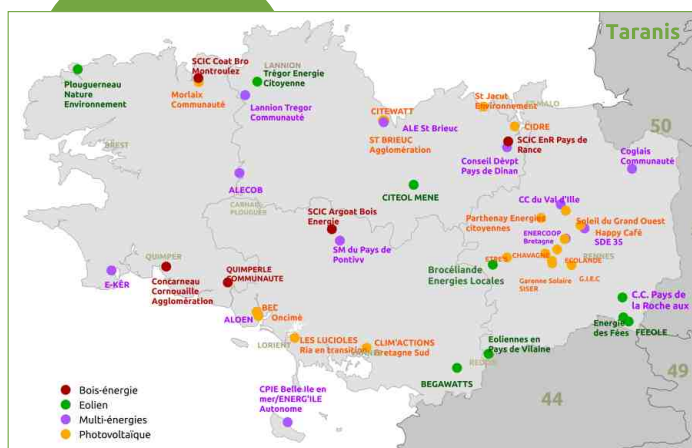 Taranis
SCIC Coat Bro
Montroulez
LANNION
Trégor Energie
Citoyenne
Plouguerneau
Nature
Environnement
Morlaix
Communauté
Lannion Tregor
Communauté
CITEWATT
ALE St Brieuc
ST BRIEUC
Agglomération
St Jacut
Environnement
ST MALO
CIDRE
SCIC EnR Pays de
Rance
Conseil Dévpt
Pays de Dinan
50
Coglais
Communauté
BREST
ALECOB
CARHAIX
PLOUGUER
CITEOL MENE
CC du Val d'Ille
SCIC Argoat Bois
Energie
SM du Pays de
Pontivy
Parthenay Energies
citoyennes
Soleil du Grand Ouest
Happy Café
ENERCOOP
Bretagne
SDE 35
RENNES
QUIMPER
E-KËR
Concarneau
Cornouaille
Agglomération
QUIMPERLE
COMMUNAUTE
Brocéliande
Energies Locales
CHAVAGNE
ECOLANDE
Garenne Solaire
SISER
G.I.E.C
C.C. Pays de
la Roche aux
BEC
Oncimé
ALOEN
LORIENT
LES LUCIOLES
Ria en transition
CLIM'ACTIONS
Bretagne Sud
Eoliennes en
Pays de Vilaine
REDON
BEGAWATTS
Energie
des Fées
FEEOLE
CPIE Belle Ile en
mer/ENERG'ILE
Autonome
44
49
Bois-énergie
Eolien
Multi-énergies
Photovoltaïque